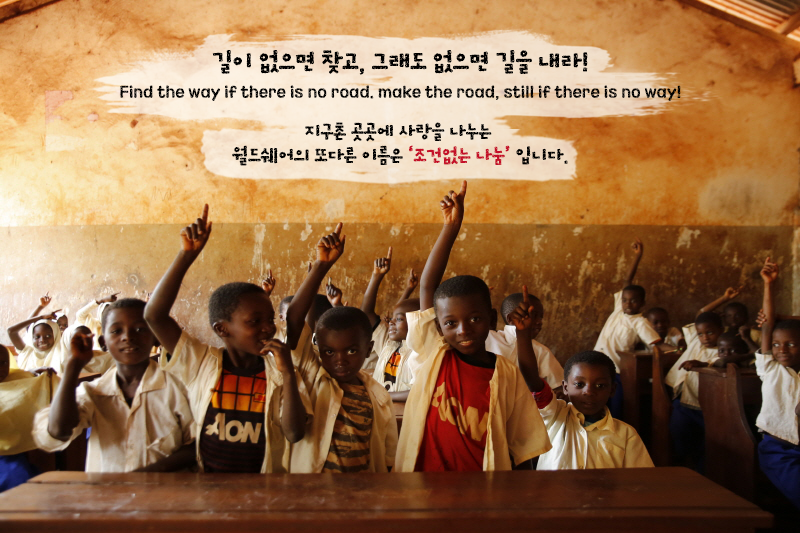 길이 없으면 찾고, 그래도 없으면 길을 내라!
Find the way if there is no road. make the road, still if there is no way!
지구촌 곳곳에 사랑을 나누는
월드쉐어의 또다른 이름은 '조건없는 나눔' 입니다.
AON
AON